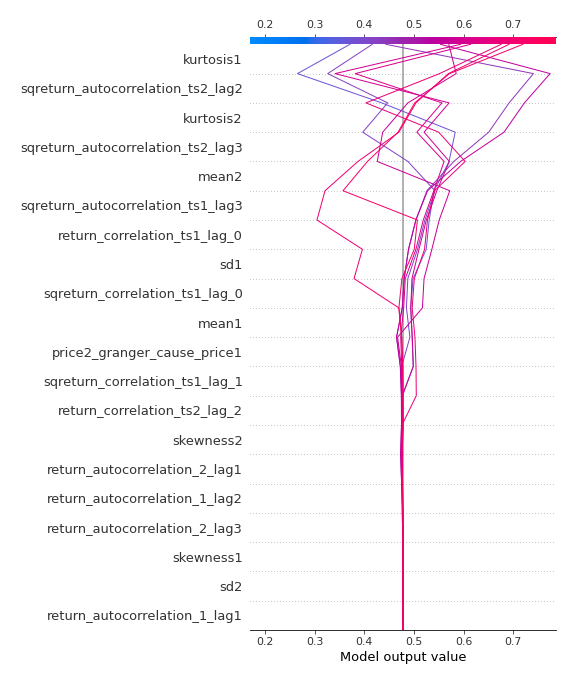 0.2 0.3 0.4 0.5 0.6 0.7
kurtosis1
sqreturn_autocorrelation_ts2_lag2
kurtosis2
sqreturn_autocorrelation_ts2_lag3
mean2
sqreturn_autocorrelation_ts1_lag3
return_correlation_ts1_lag_0
sd1
sqreturn_correlation_ts1_lag_0
mean1
price2_granger_cause_price1
sqreturn_correlation_ts1_lag_1
return_correlation_ts2_lag_2
skewness2
return_autocorrelation_2_lag1
return_autocorrelation_1_lag2
return_autocorrelation_2_lag3
skewness1
sd2
return_autocorrelation_1_lag1
0.2 0.3 0.4 0.5 0.6 0.7
Model output value